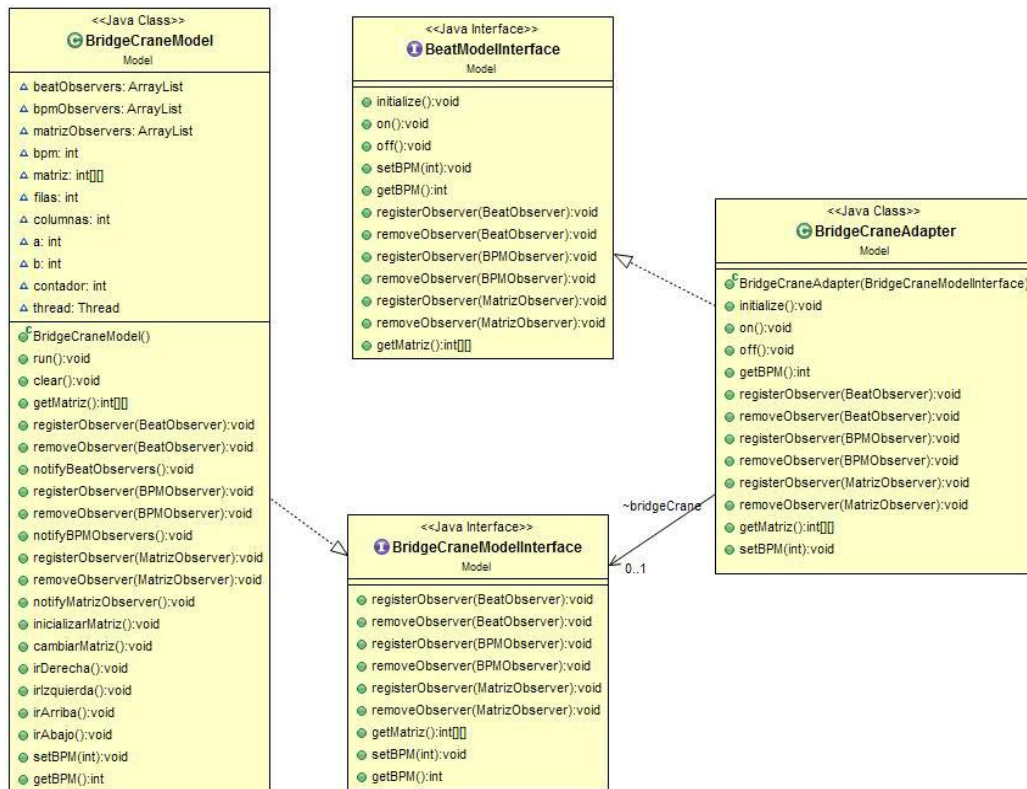 <<Java Class>>
BridgeCraneModel
Model
beatObservers: ArrayList
bpmObservers: ArrayList
matrizObservers: ArrayList
bpm: int
matriz: int[][]
filas: int
columnas: int
a: int
b: int
contador: int
thread: Thread
BridgeCraneModel()
run():void
clear():void
getMatriz():int[][]
registerObserver(BeatObserver):void
removeObserver(BeatObserver):void
notifyBeatObservers():void
registerObserver(BPMObserver):void
removeObserver(BPMObserver):void
notifyBPMObservers():void
registerObserver(MatrizObserver):void
removeObserver(MatrizObserver):void
notifyMatrizObserver():void
inicializarMatriz():void
cambiarMatriz():void
irDerecha():void
irIzquierda():void
irArriba():void
irAbajo():void
setBPM(int):void
getBPM():int
<<Java Interface>>
BeatModelInterface
Model
initialize():void
on():void
off():void
setBPM(int):void
getBPM():int
registerObserver(BeatObserver):void
removeObserver(BeatObserver):void
registerObserver(BPMObserver):void
removeObserver(BPMObserver):void
registerObserver(MatrizObserver):void
removeObserver(MatrizObserver):void
getMatriz():int[][]
<<Java Class>>
BridgeCraneAdapter
Model
BridgeCraneAdapter(BridgeCraneModelInterface)
initialize():void
on():void
off():void
getBPM():int
registerObserver(BeatObserver):void
removeObserver(BeatObserver):void
registerObserver(BPMObserver):void
removeObserver(BPMObserver):void
registerObserver(MatrizObserver):void
removeObserver(MatrizObserver):void
getMatriz():int[][]
setBPM(int):void
~bridgeCrane
0..1
<<Java Interface>>
BridgeCraneModelInterface
Model
registerObserver(BeatObserver):void
removeObserver(BeatObserver):void
registerObserver(BPMObserver):void
removeObserver(BPMObserver):void
registerObserver(MatrizObserver):void
removeObserver(MatrizObserver):void
getMatriz():int[][]
setBPM(int):void
getBPM():int